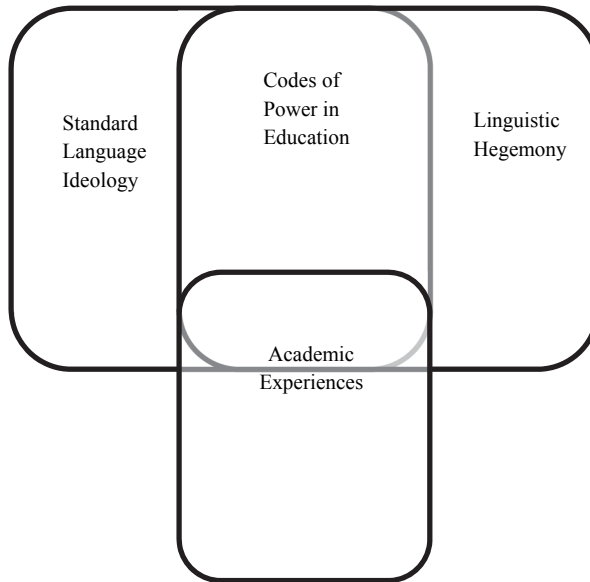 Standard
Language
Ideology
Codes of
Power in
Education
Linguistic
Hegemony
Academic
Experiences